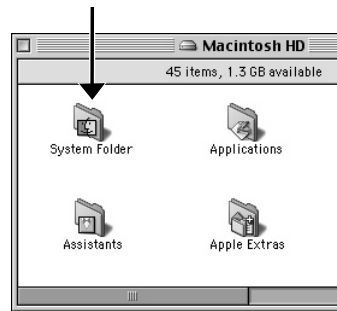 Macintosh HD
45 items, 1.3 GB available
System Folder
Applications
Assistants
Apple Extras